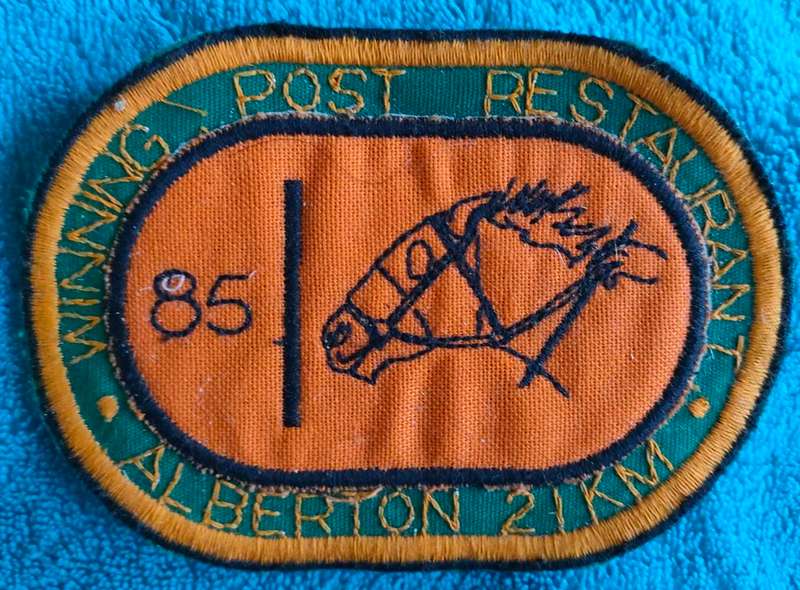 WINNING POST RESTAURANT
85
ALBERTON 21KM